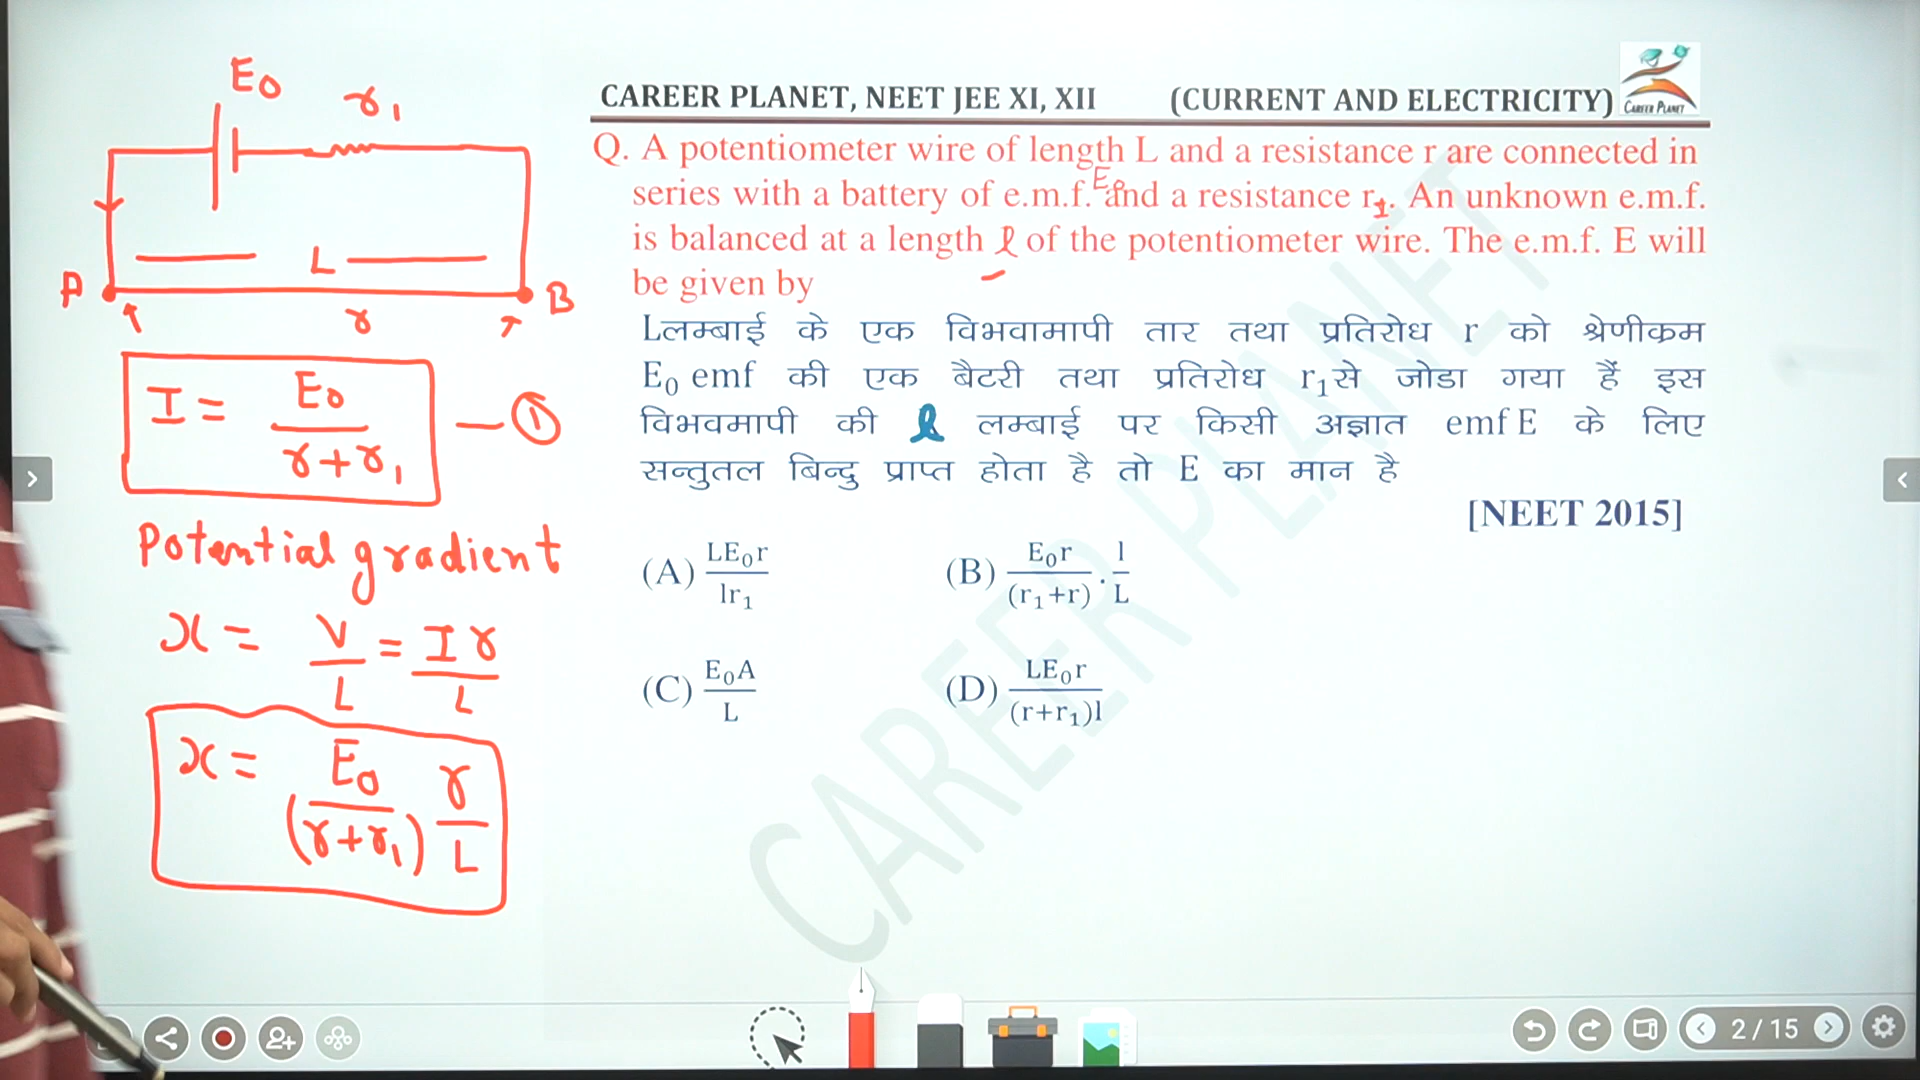 CAREER PLANET, NEET JEE XI, XII (CURRENT AND ELECTRICITY)
CAREER PLANET
Q. A potentiometer wire of length L and a resistance r are connected in
series with a battery of e.m.f. E₀ and a resistance r₁. An unknown e.m.f.
is balanced at a length l of the potentiometer wire. The e.m.f. E will
be given by
Lलम्बाई के एक विभवामापी तार तथा प्रतिरोध r को श्रेणीक्रम
E₀ emf की एक बैटरी तथा प्रतिरोध r₁से जोडा गया हैं इस
विभवमापी की l लम्बाई पर किसी अज्ञात emf E के लिए
सन्तुतल बिन्दु प्राप्त होता है तो E का मान है
[NEET 2015]
(A) LE₀r / lr₁
(B) E₀r / (r₁+r) . l / L
(C) E₀A / L
(D) LE₀r / (r+r₁)l
E₀
r₁
L
A B
r
I = E₀ / r+r₁ — ①
Potential gradient
x = V / L = I r / L
x = E₀ / (r+r₁) r / L
CAREER PLANET
2 / 15